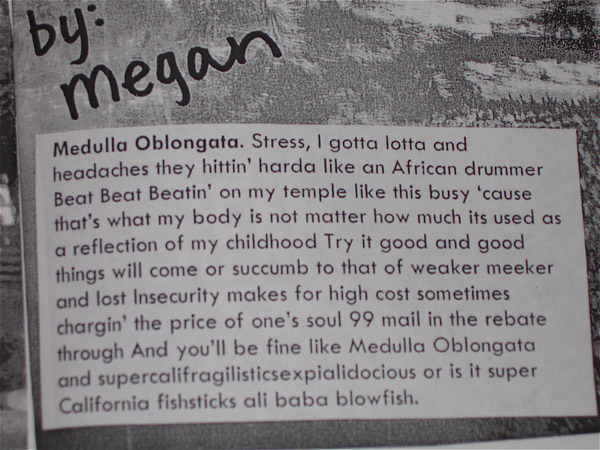 by:
megan
Medulla Oblongata. Stress, I gotta lotta and
headaches they hittin' harda like an African drummer
Beat Beat Beatin' on my temple like this busy 'cause
that's what my body is not matter how much its used as
a reflection of my childhood Try it good and good
things will come or succumb to that of weaker meeker
and lost Insecurity makes for high cost sometimes
chargin' the price of one's soul 99 mail in the rebate
through And you'll be fine like Medulla Oblongata
and supercalifragilisticsexpialidocious or is it super
California fishsticks ali baba blowfish.